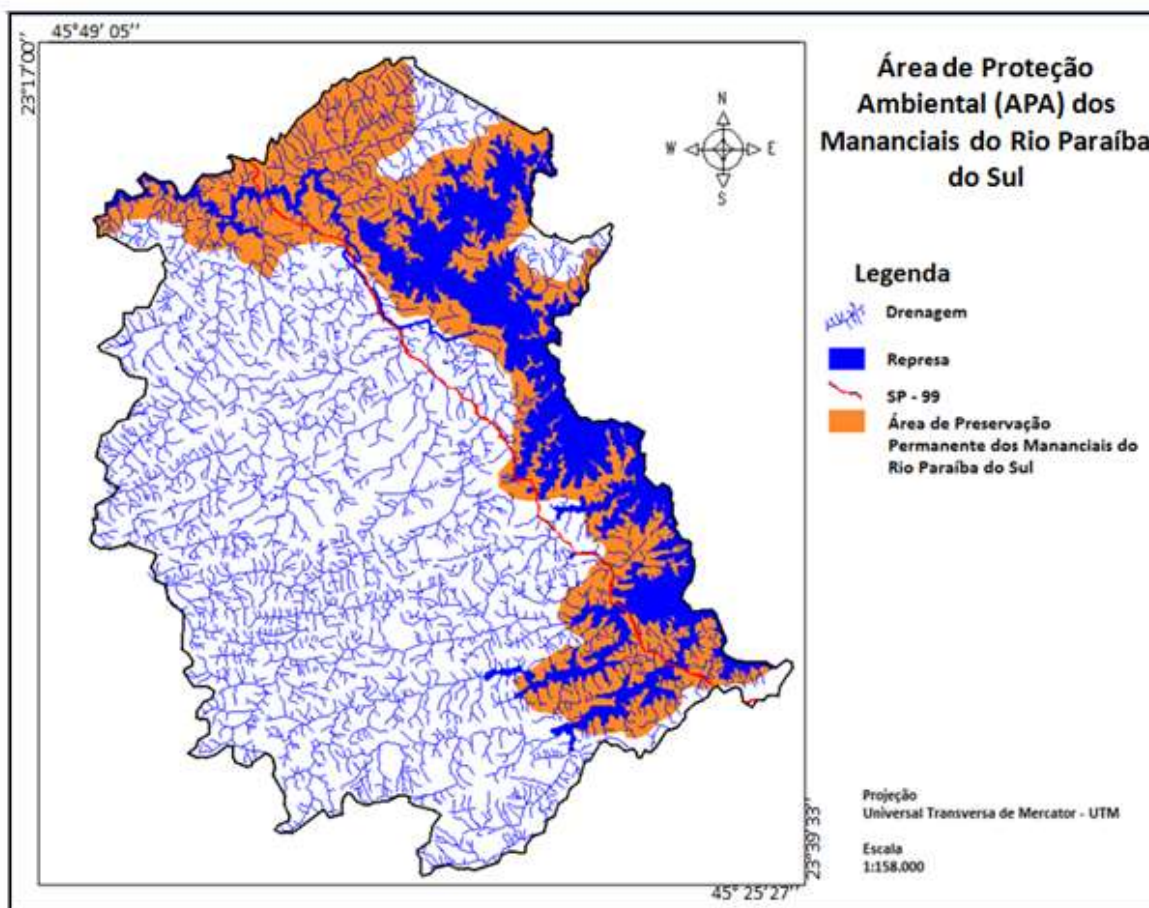 45°49' 05''
23°17'00''
Área de Proteção
Ambiental (APA) dos
Mananciais do Rio Paraíba
do Sul
N
W
E
S
Legenda
Drenagem
Represa
SP - 99
Área de Preservação
Permanente dos Mananciais do
Rio Paraíba do Sul
Projeção
Universal Transversa de Mercator - UTM
Escala
1:158.000
23°39'33''
45° 25'27''